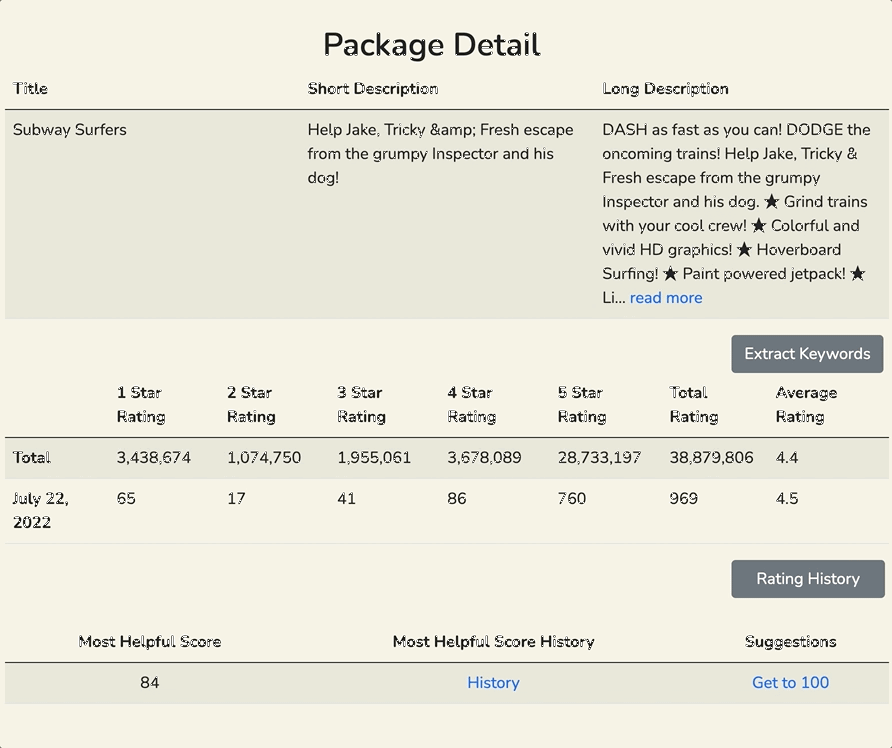 Package Detail
Title Short Description Long Description
Subway Surfers
Help Jake, Tricky &amp;amp; Fresh escape
from the grumpy Inspector and his
dog!
DASH as fast as you can! DODGE the
oncoming trains! Help Jake, Tricky &
Fresh escape from the grumpy
Inspector and his dog. ★ Grind trains
with your cool crew! ★ Colorful and
vivid HD graphics! ★ Hoverboard
Surfing! ★ Paint powered jetpack! ★
Li... read more
Extract Keywords
1 Star 2 Star 3 Star 4 Star 5 Star Total Average
Rating Rating Rating Rating Rating Rating Rating
Total 3,438,674 1,074,750 1,955,061 3,678,089 28,733,197 38,879,806 4.4
July 22, 65 17 41 86 760 969 4.5
2022
Rating History
Most Helpful Score Most Helpful Score History Suggestions
84 History Get to 100